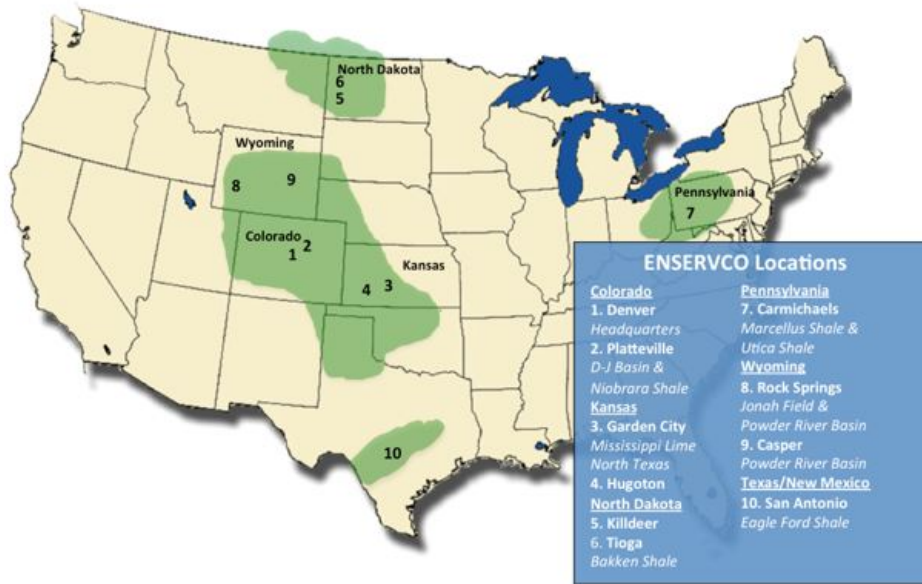 North Dakota
6
5
Wyoming
8
9
Pennsylvania
7
Colorado
2
1
Kansas
4
3
10
ENSERVCO Locations
Colorado
1. Denver
Headquarters
2. Platteville
D-J Basin &
Niobrara Shale
Kansas
3. Garden City
Mississippi Lime
North Texas
4. Hugoton
North Dakota
5. Killdeer
6. Tioga
Bakken Shale
Pennsylvania
7. Carmichaels
Marcellus Shale &
Utica Shale
Wyoming
8. Rock Springs
Jonah Field &
Powder River Basin
9. Casper
Powder River Basin
Texas/New Mexico
10. San Antonio
Eagle Ford Shale